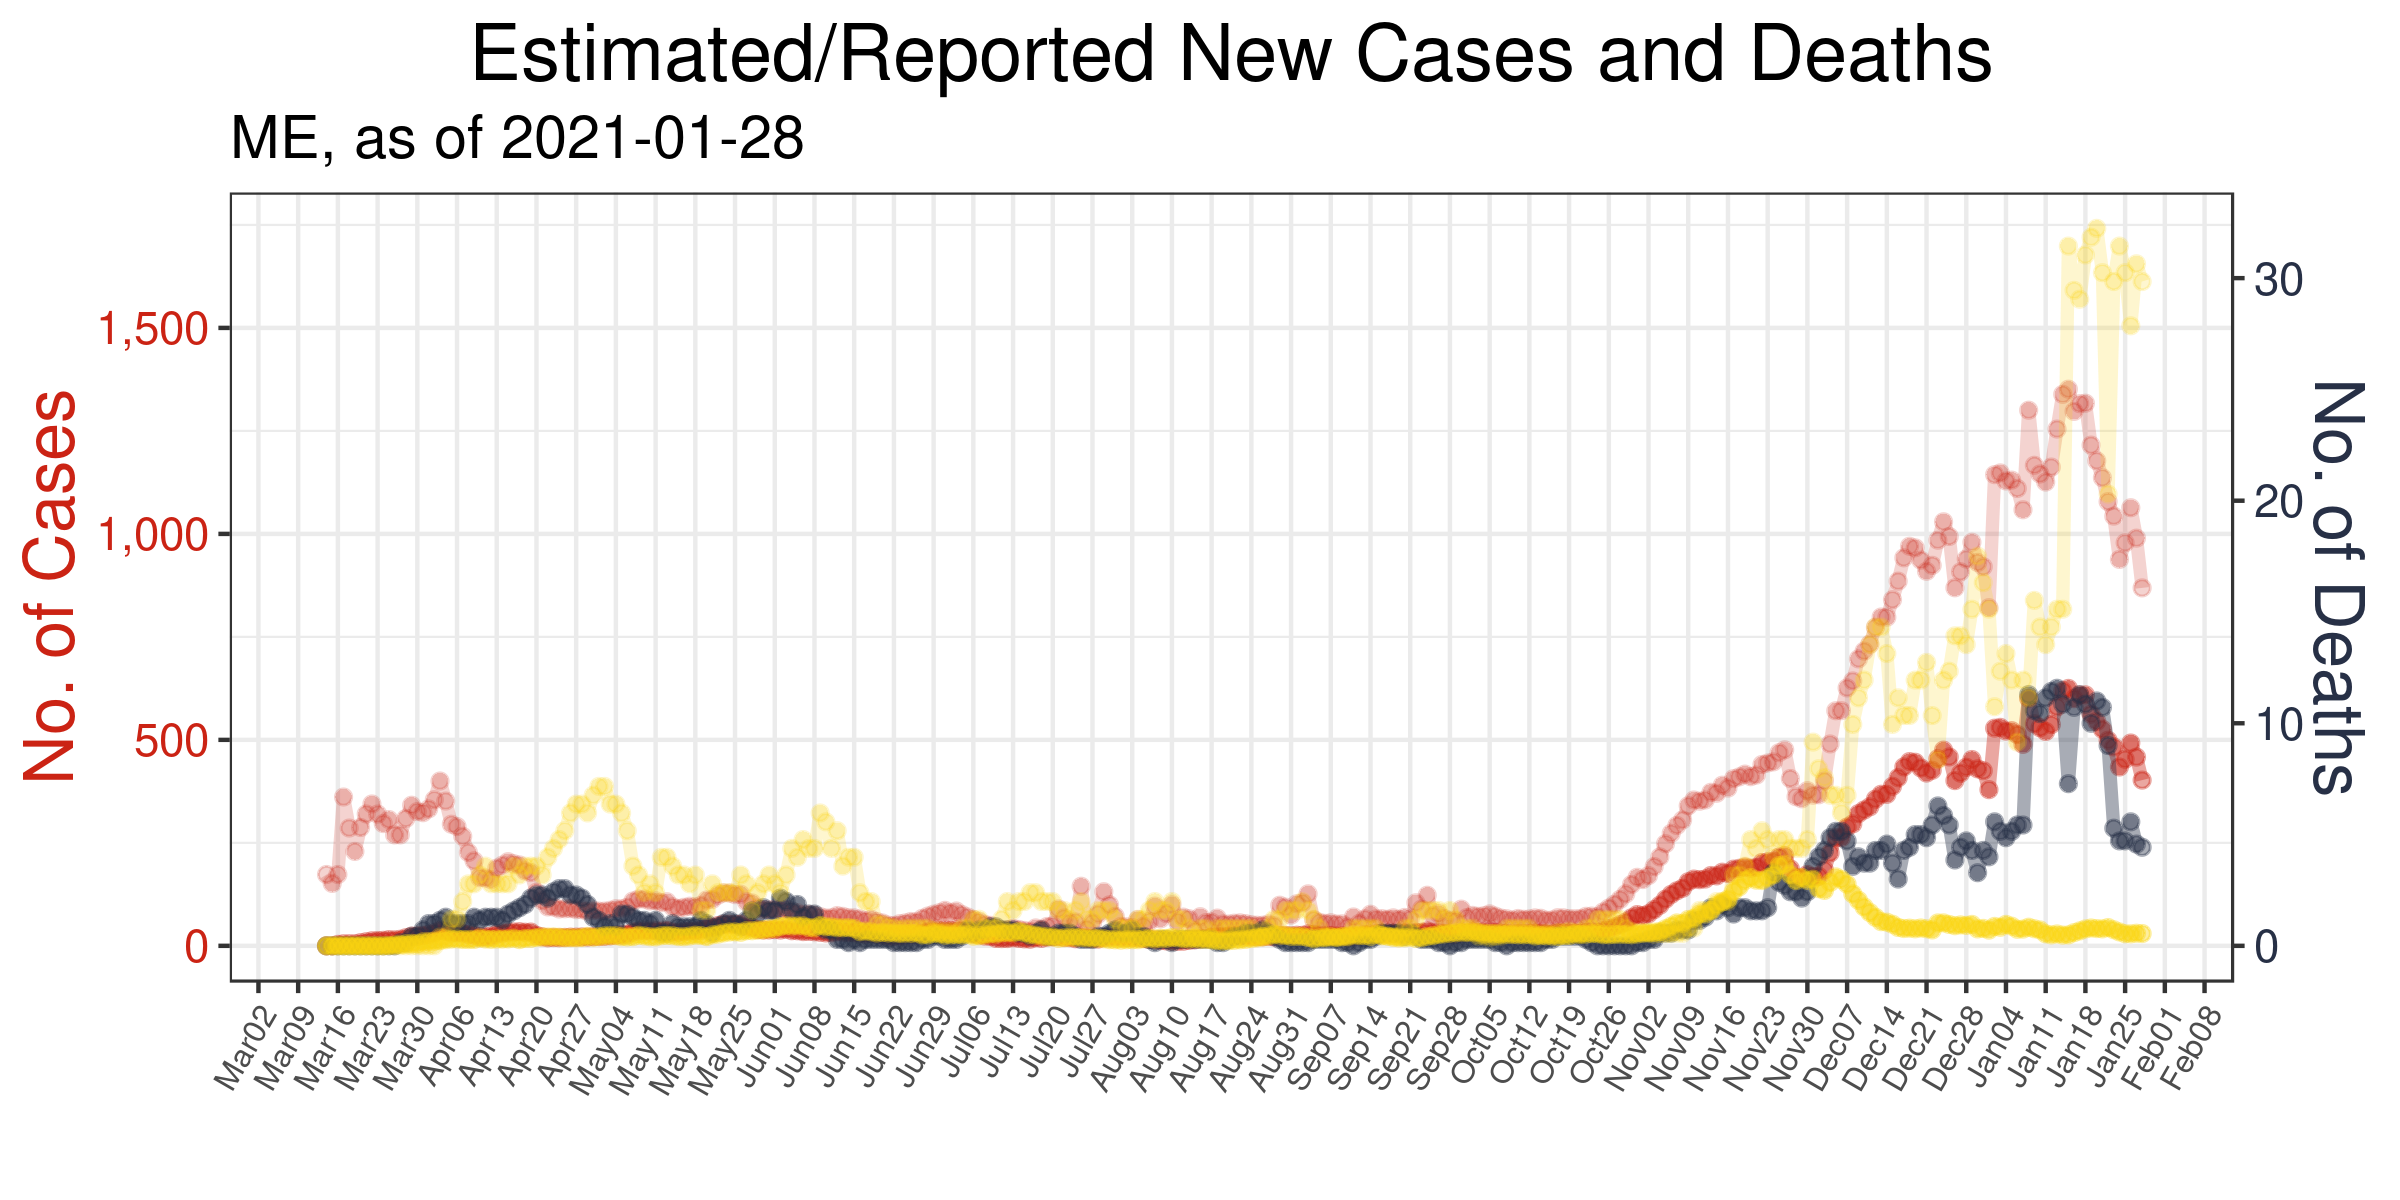 Estimated/Reported New Cases and Deaths
ME, as of 2021-01-28
No. of Cases
1,500
1,000
500
0
30
20
10
0
No. of Deaths
Mar02
Mar09
Mar16
Mar23
Mar30
Apr06
Apr13
Apr20
Apr27
May04
May11
May18
May25
Jun01
Jun08
Jun15
Jun22
Jun29
Jul06
Jul13
Jul20
Jul27
Aug03
Aug10
Aug17
Aug24
Aug31
Sep07
Sep14
Sep21
Sep28
Oct05
Oct12
Oct19
Oct26
Nov02
Nov09
Nov16
Nov23
Nov30
Dec07
Dec14
Dec21
Dec28
Jan04
Jan11
Jan18
Jan25
Feb01
Feb08